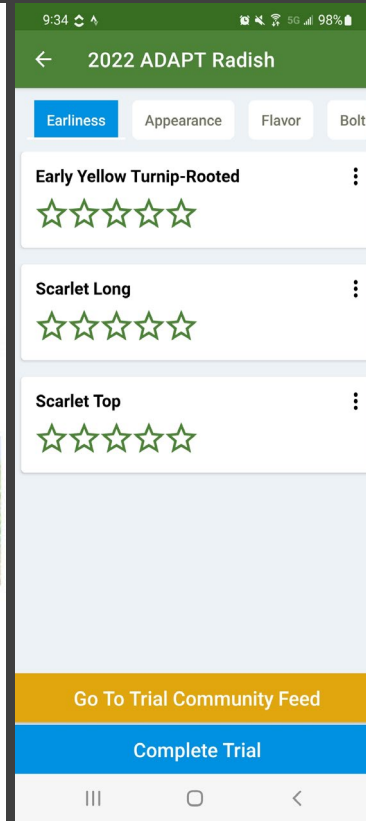 9:34 5G 98%
2022 ADAPT Radish
Earliness Appearance Flavor Bolt
Early Yellow Turnip-Rooted
Scarlet Long
Scarlet Top
Go To Trial Community Feed
Complete Trial